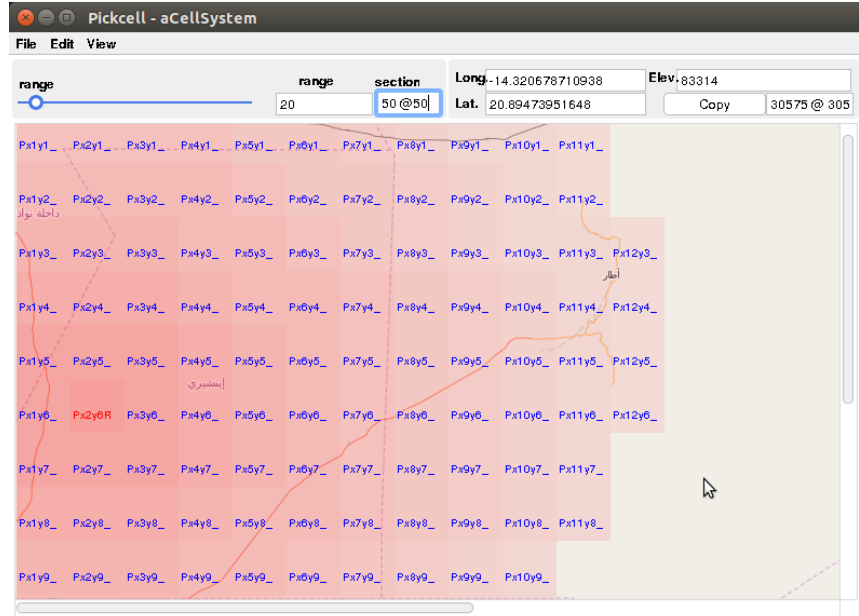 Pickcell - aCellSystem
File Edit View
range range section Long. -14.320678710938 Elev. 83314
20 50 @50 Lat. 20.89473951648 Copy 30575 @ 305
Px1y1_ Px2y1_ Px3y1_ Px4y1_ Px5y1_ Px6y1_ Px7y1_ Px8y1_ Px9y1_ Px10y1_ Px11y1_
Px1y2_ Px2y2_ Px3y2_ Px4y2_ Px5y2_ Px6y2_ Px7y2_ Px8y2_ Px9y2_ Px10y2_ Px11y2_
داخلة نواد
Px1y3_ Px2y3_ Px3y3_ Px4y3_ Px5y3_ Px6y3_ Px7y3_ Px8y3_ Px9y3_ Px10y3_ Px11y3_ Px12y3_
أطار
Px1y4_ Px2y4_ Px3y4_ Px4y4_ Px5y4_ Px6y4_ Px7y4_ Px8y4_ Px9y4_ Px10y4_ Px11y4_ Px12y4_
Px1y5_ Px2y5_ Px3y5_ Px4y5_ Px5y5_ Px6y5_ Px7y5_ Px8y5_ Px9y5_ Px10y5_ Px11y5_ Px12y5_
إينشيري
Px1y6_ Px2y6R Px3y6_ Px4y6_ Px5y6_ Px6y6_ Px7y6_ Px8y6_ Px9y6_ Px10y6_ Px11y6_ Px12y6_
Px1y7_ Px2y7_ Px3y7_ Px4y7_ Px5y7_ Px6y7_ Px7y7_ Px8y7_ Px9y7_ Px10y7_ Px11y7_
Px1y8_ Px2y8_ Px3y8_ Px4y8_ Px5y8_ Px6y8_ Px7y8_ Px8y8_ Px9y8_ Px10y8_ Px11y8_
Px1y9_ Px2y9_ Px3y9_ Px4y9_ Px5y9_ Px6y9_ Px7y9_ Px8y9_ Px9y9_ Px10y9_